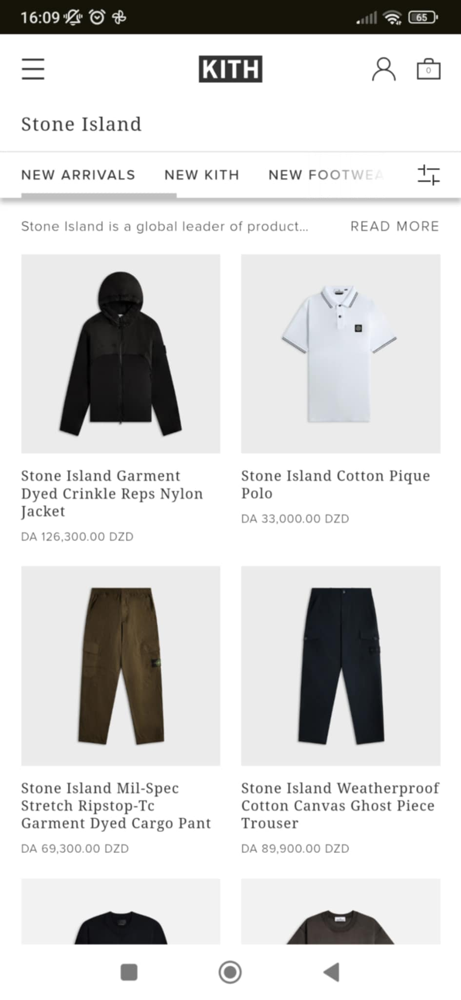 16:09
65
KITH
0
Stone Island
NEW ARRIVALS NEW KITH NEW FOOTWEA
Stone Island is a global leader of product... READ MORE
Stone Island Garment
Dyed Crinkle Reps Nylon
Jacket
DA 126,300.00 DZD
Stone Island Cotton Pique
Polo
DA 33,000.00 DZD
Stone Island Mil-Spec
Stretch Ripstop-Tc
Garment Dyed Cargo Pant
DA 69,300.00 DZD
Stone Island Weatherproof
Cotton Canvas Ghost Piece
Trouser
DA 89,900.00 DZD